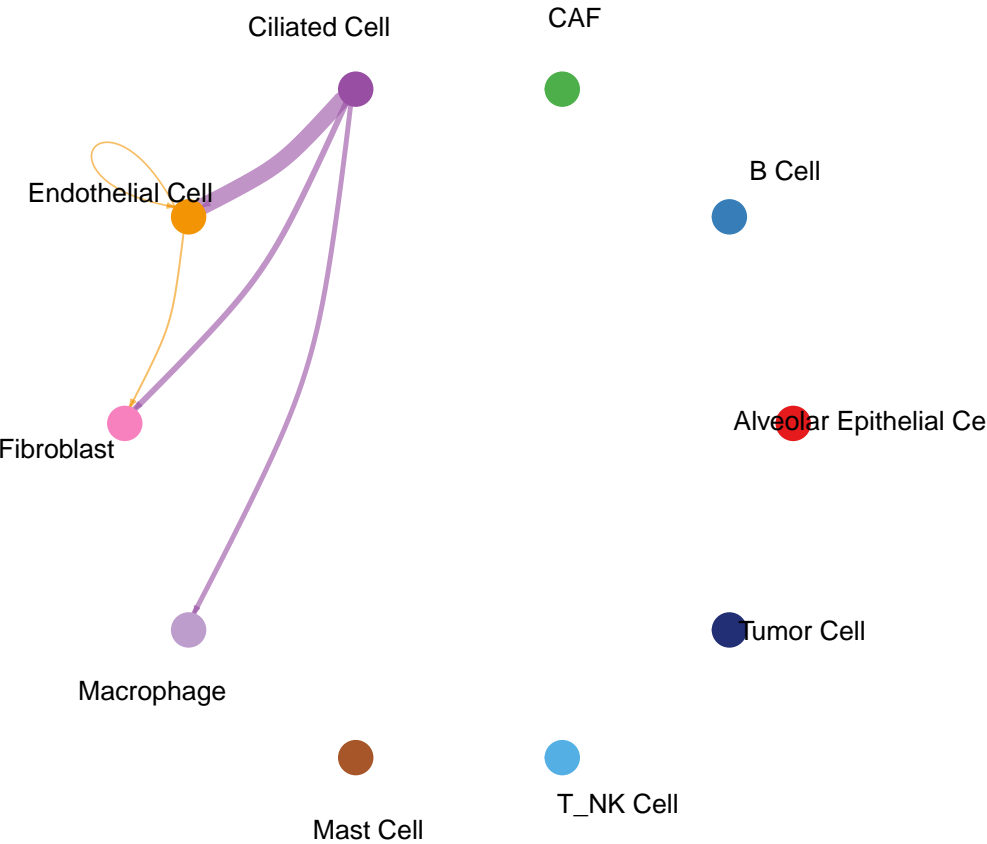 CAF
Ciliated Cell
B Cell
Endothelial Cell
Alveolar Epithelial Ce
Fibroblast
Tumor Cell
Macrophage
T_NK Cell
Mast Cell